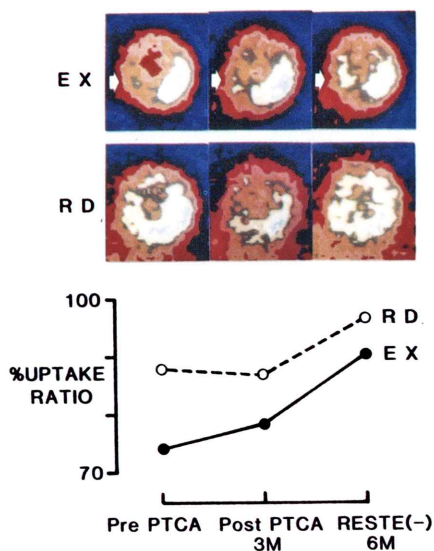 EX
RD
100
%UPTAKE
RATIO
70
RD
EX
Pre PTCA Post PTCA RESTE(-)
3M 6M